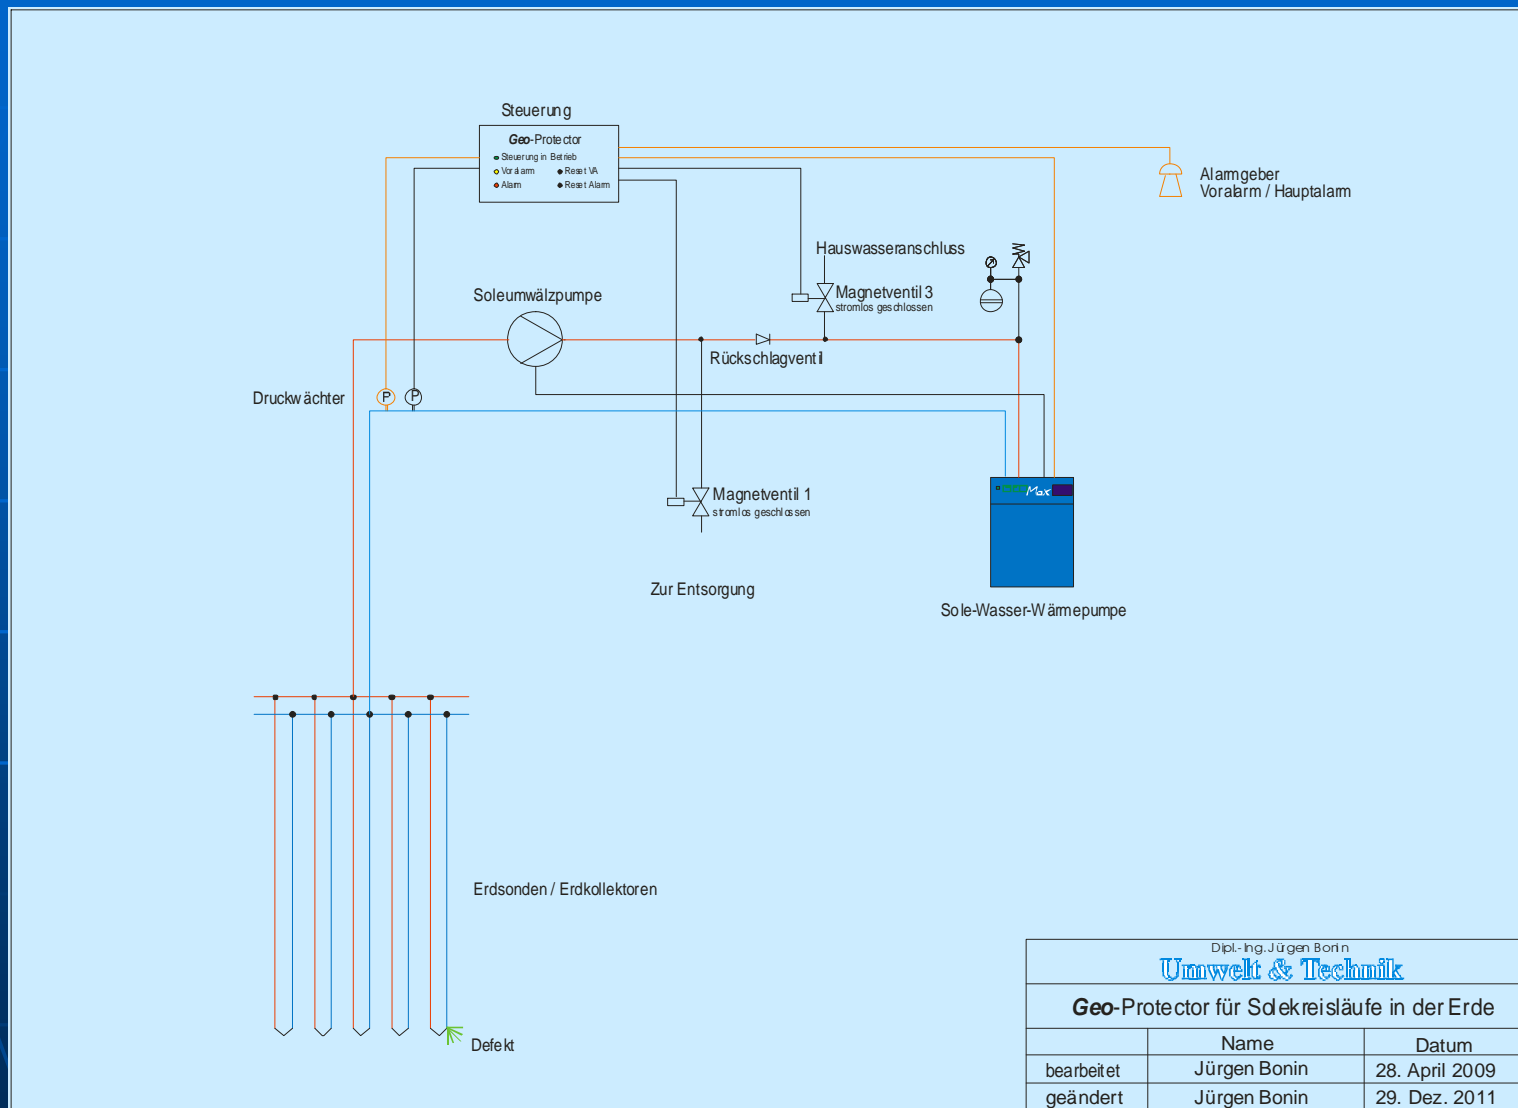 Steuerung
Geo-Protector
Steuerung in Betrieb
Voralarm
Reset VA
Alarm
Reset Alarm
Alarmgeber
Voralarm / Hauptalarm
Hauswasseranschluss
Magnetventil 3
stromlos geschlossen
Soleumwälzpumpe
Rückschlagventil
Druckwächter
P
P
Max
Magnetventil 1
stromlos geschlossen
Zur Entsorgung
Sole-Wasser-Wärmepumpe
Erdsonden / Erdkollektoren
Defekt
Dipl.-Ing. Jürgen Bonin
Umwelt & Technik
Geo-Protector für Solekreisläufe in der Erde
Name Datum
bearbeitet Jürgen Bonin 28. April 2009
geändert Jürgen Bonin 29. Dez. 2011